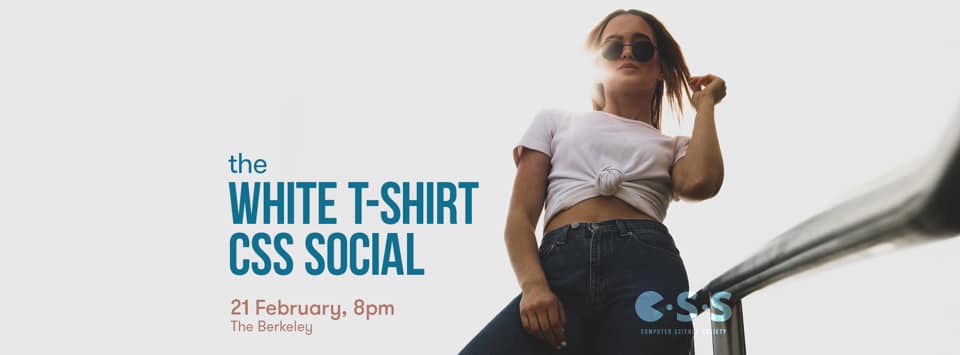 the
WHITE T-SHIRT
CSS SOCIAL
21 February, 8pm
The Berkeley
C·S·S
COMPUTER SCIENCE SOCIETY